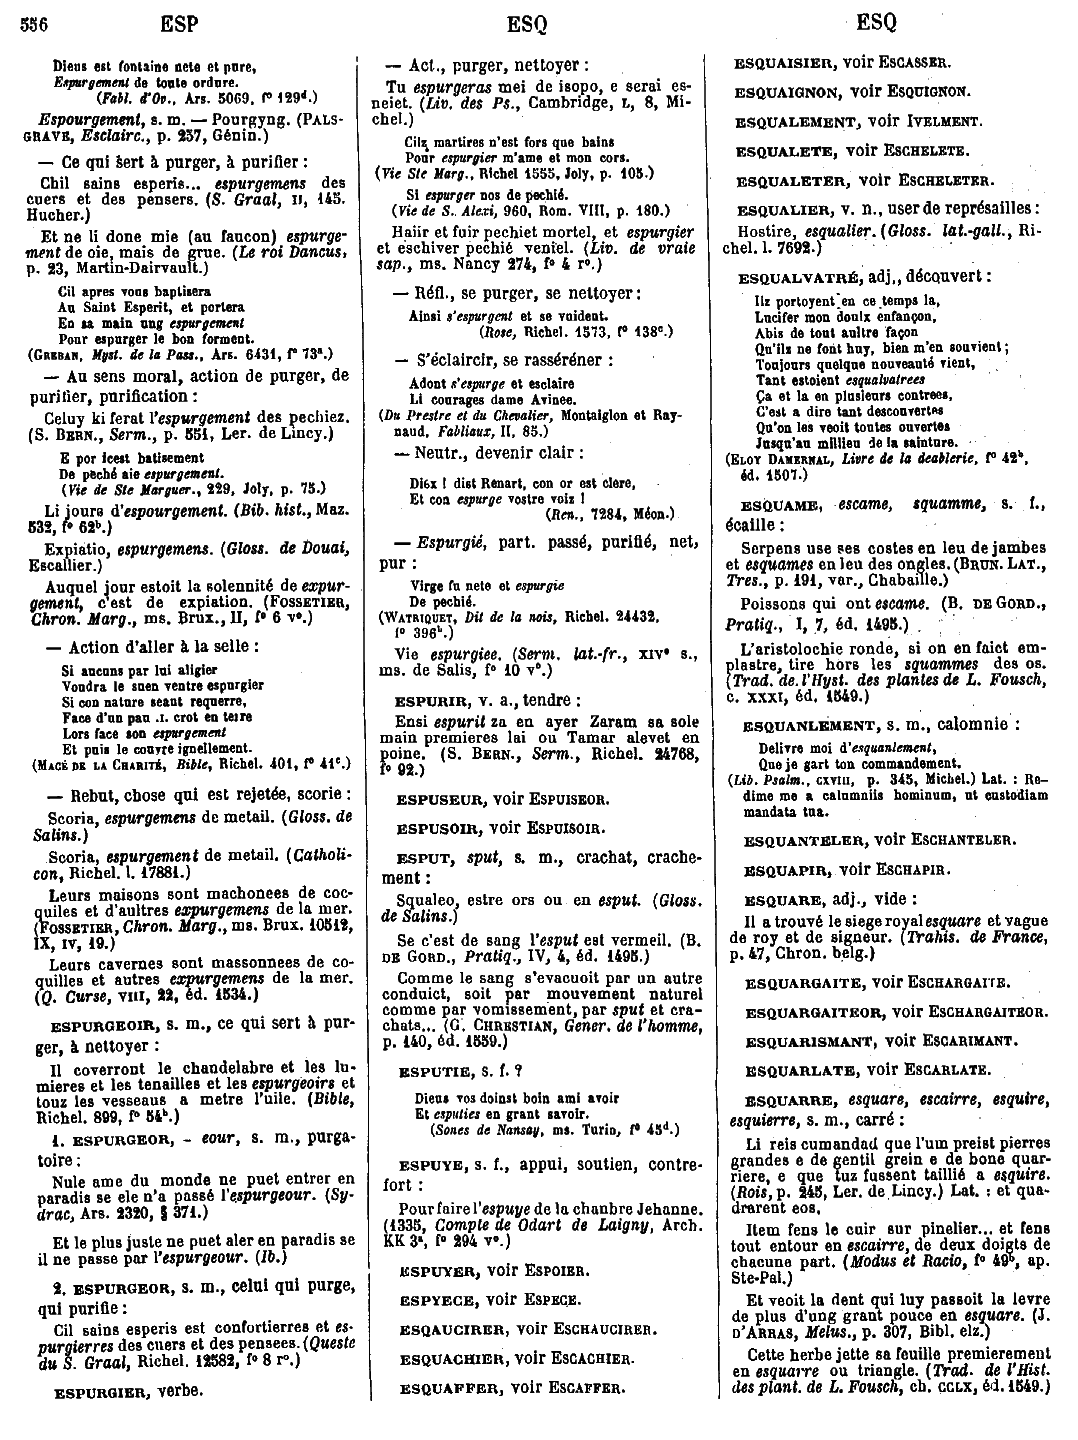 556 ESP ESQ ESQ
Dieus est fontaine nete et pure,
Espurgement de toute ordure.
(Fabl. d'Ov., Ars. 5069, f° 129ᵈ.)
Espourgement, s. m. — Pourgyng. (PALS-
GRAVE, Esclairc., p. 257, Génin.)
— Ce qui sert à purger, à purifier :
Chil sains esperis... espurgemens des
cuers et des pensers. (S. Graal, II, 145.
Hucher.)
Et ne li done mie (au faucon) espurge-
ment de oie, mais de grue. (Le roi Dancus,
p. 23, Martin-Dairvault.)
Cil apres vous baptisera
Au Saint Esperit, et portera
En sa main ung espurgement
Pour espurger le bon forment.
(GREBAN, Myst. de la Pass., Ars. 6431, f° 73ᵃ.)
— Au sens moral, action de purger, de
purifier, purification :
Celuy ki ferat l'espurgement des pechiez.
(S. BERN., Serm., p. 551, Ler. de Lincy.)
E por icest batisement
De peché aie espurgement.
(Vie de Ste Marguer., 229, Joly, p. 75.)
Li jours d'espourgement. (Bib. hist., Maz.
532, f° 62ᵇ.)
Expiatio, espurgemens. (Gloss. de Douai,
Escallier.)
Auquel jour estoit la solennité de expur-
gement, c'est de expiation. (FOSSETIER,
Chron. Marg., ms. Brux., II, f° 6 v°.)
— Action d'aller à la selle :
Si aucuns par lui aligier
Voudra le suen ventre espurgier
Si con nature seant requerre,
Face d'un pau .I. crot en terre
Lors face son espurgement
Et puis le couvre ignellement.
(MACÉ DE LA CHARITÉ, Bible, Richel. 401, f° 41ᶜ.)
— Rebut, chose qui est rejetée, scorie :
Scoria, espurgemens de metail. (Gloss. de
Salins.)
Scoria, espurgement de metail. (Catholi-
con, Richel. l. 17881.)
Leurs maisons sont machonees de coc-
quiles et d'aultres expurgemens de la mer.
(FOSSETIER, Chron. Marg., ms. Brux. 10512,
IX, IV, 19.)
Leurs cavernes sont massonnees de co-
quilles et autres expurgemens de la mer.
(Q. Curse, VIII, 22, éd. 1534.)
ESPURGEOIR, s. m., ce qui sert à pur-
ger, à nettoyer :
Il coverront le chandelabre et les lu-
mieres et les tenailles et les espurgeoirs et
touz les vesseaus a metre l'uile. (Bible,
Richel. 899, f° 54ᵇ.)
1. ESPURGEOR, - eour, s. m., purga-
toire :
Nule ame du monde ne puet entrer en
paradis se ele n'a passé l'espurgeour. (Sy-
drac, Ars. 2320, § 371.)
Et le plus juste ne puet aler en paradis se
il ne passe par l'espurgeour. (Ib.)
2. ESPURGEOR, s. m., celui qui purge,
qui purifie :
Cil sains esperis est confortierres et es-
purgierres des cuers et des pensees. (Queste
du S. Graal, Richel. 12582, f° 8 r°.)
ESPURGIER, verbe.
— Act., purger, nettoyer :
Tu espurgeras mei de isopo, e serai es-
neiet. (Liv. des Ps., Cambridge, L, 8, Mi-
chel.)
Cilz martires n'est fors que bains
Pour espurgier m'ame et mon cors.
(Vie Ste Marg., Richel 1555, Joly, p. 105.)
Si espurger nos de pechié.
(Vie de S. Alexi, 960, Rom. VIII, p. 180.)
Haiir et fuir pechiet mortel, et espurgier
et eschiver pechié veniel. (Liv. de vraie
sap., ms. Nancy 274, f° 4 r°.)
— Réfl., se purger, se nettoyer :
Ainsi s'espurgent et se voident.
(Rose, Richel. 1573, f° 138ᶜ.)
— S'éclaircir, se rasséréner :
Adont s'espurge et esclaire
Li courages dame Avinee.
(Du Prestre et du Chevalier, Montaiglon et Ray-
naud, Fabliaux, II, 85.)
— Neutr., devenir clair :
Diex ! dist Renart, con or est clere,
Et con espurge vostre voiz !
(Ren., 7284, Méon.)
— Espurgié, part. passé, purifié, net,
pur :
Virge fu nete et espurgie
De pechié.
(WATRIQUET, Dit de la nois, Richel. 24432,
f° 396ᵇ.)
Vie espurgiee. (Serm. lat.-fr., XIVᵉ s.,
ms. de Salis, f° 10 v°.)
ESPURIR, v. a., tendre :
Ensi espurit za en ayer Zaram sa sole
main premieres lai ou Tamar alevet en
poine. (S. BERN., Serm., Richel. 24768,
f° 92.)
ESPUSEUR, voir ESPUISEOR.
ESPUSOIR, voir ESPUISOIR.
ESPUT, sput, s. m., crachat, crache-
ment :
Squaleo, estre ors ou en esput. (Gloss.
de Salins.)
Se c'est de sang l'esput est vermeil. (B.
DE GORD., Pratiq., IV, 4, éd. 1495.)
Comme le sang s'evacuoit par un autre
conduict, soit par mouvement naturel
comme par vomissement, par sput et cra-
chats... (G. CHRESTIAN, Gener. de l'homme,
p. 140, éd. 1559.)
ESPUTIE, s. f. ?
Dieus vos doinst boin ami avoir
Et esputies en grant savoir.
(Sones de Nansay, ms. Turin, f° 45ᵈ.)
ESPUYE, s. f., appui, soutien, contre-
fort :
Pour faire l'espuye de la chanbre Jehanne.
(1335, Compte de Odart de Laigny, Arch.
KK 3ᵃ, f° 294 v°.)
ESPUYER, voir ESPOIER.
ESPYECE, voir ESPECE.
ESQAUCIRER, voir ESCHAUCIRER.
ESQUACHIER, voir ESCACHIER.
ESQUAFFER, voir ESCAFFER.
ESQUAISIER, voir ESCASSER.
ESQUAIGNON, voir ESQUIGNON.
ESQUALEMENT, voir IVELMENT.
ESQUALETE, voir ESCHELETE.
ESQUALETER, voir ESCHELETER.
ESQUALIER, v. n., user de représailles :
Hostire, esqualier. (Gloss. lat.-gall., Ri-
chel. l. 7692.)
ESQUALVATRÉ, adj., découvert :
Ilz portoyent en ce temps la,
Lucifer mon doulx enfançon,
Abis de tout aultre façon
Qu'ilz ne font huy, bien m'en souvient ;
Toujours quelque nouveauté vient,
Tant estoient esqualvatrees
Ça et la en plusieurs contrees,
C'est a dire tant descouvertes
Qu'on les veoit toutes ouvertes
Jusqu'au millieu de la sainture.
(ELOY DAMERNAL, Livre de la deablerie, f° 42ᵇ,
éd. 1507.)
ESQUAME, escame, squamme, s. f.,
écaille :
Serpens use ses costes en leu de jambes
et esquames en leu des ongles. (BRUN. LAT.,
Tres., p. 191, var., Chabaille.)
Poissons qui ont escame. (B. DE GORD.,
Pratiq., I, 7, éd. 1495.)
L'aristolochie ronde, si on en faict em-
plastre, tire hors les squammes des os.
(Trad. de l'Hyst. des plantes de L. Fousch,
c. XXXI, éd. 1549.)
ESQUANLEMENT, s. m., calomnie :
Delivre moi d'esquanlement,
Que je gart ton commandement.
(Lib. Psalm., CXVIII, p. 345, Michel.) Lat. : Re-
dime me a calumniis hominum, ut custodiam
mandata tua.
ESQUANTELER, voir ESCHANTELER.
ESQUAPIR, voir ESCHAPIR.
ESQUARE, adj., vide :
Il a trouvé le siege royal esquare et vague
de roy et de signeur. (Trahis. de France,
p. 47, Chron. belg.)
ESQUARGAITE, voir ESCHARGAITE.
ESQUARGAITEOR, voir ESCHARGAITEOR.
ESQUARISMANT, voir ESCARIMANT.
ESQUARLATE, voir ESCARLATE.
ESQUARRE, esquare, escairre, esquire,
esquierre, s. m., carré :
Li reis cumandad que l'um preist pierres
grandes e de gentil grein e de bone quar-
riere, e que tuz fussent tailliè a esquire.
(Rois, p. 245, Ler. de Lincy.) Lat. : et qua-
drarent eos.
Item fens le cuir sur pinelier... et fens
tout entour en escairre, de deux doigts de
chacune part. (Modus et Racio, f° 49ᵇ, ap.
Ste-Pal.)
Et veoit la dent qui luy passoit la levre
de plus d'ung grant pouce en esquare. (J.
D'ARRAS, Melus., p. 307, Bibl. elz.)
Cette herbe jette sa fouille premierement
en esquarre ou triangle. (Trad. de l'Hist.
des plant. de L. Fousch, ch. CCLX, éd. 1549.)